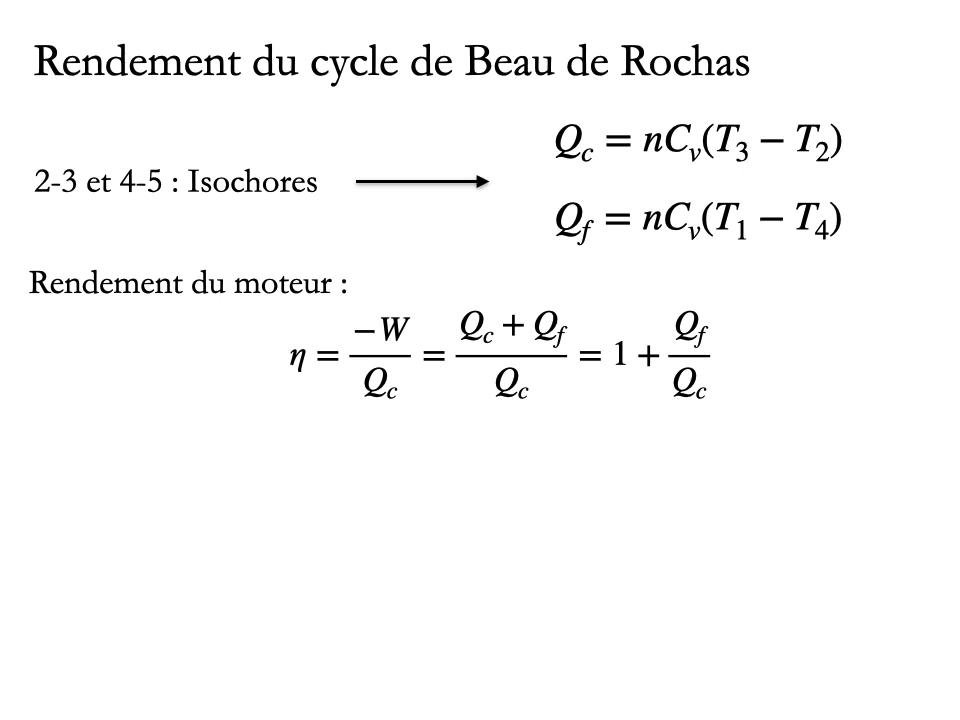 Rendement du cycle de Beau de Rochas
Q_c = nC_v(T_3 − T_2)
2-3 et 4-5 : Isochores
Q_f = nC_v(T_1 − T_4)
Rendement du moteur :
η = −W/Q_c = (Q_c + Q_f)/Q_c = 1 + Q_f/Q_c